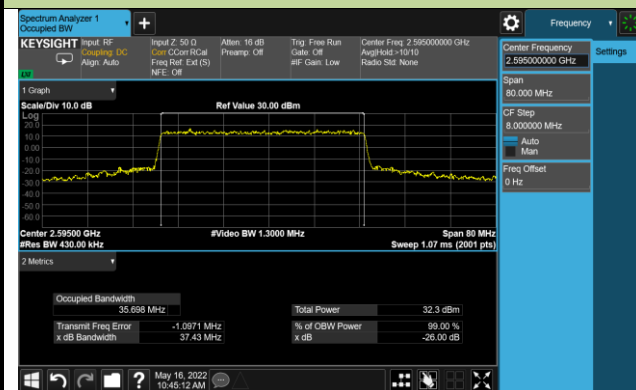 Spectrum Analyzer 1
Occupied BW
+
Frequency
KEYSIGHT
Input: RF
Coupling: DC
Align: Auto
Input Z: 50 Ω
Corr CCorr RCal
Freq Ref: Ext (S)
NFE: Off
Atten: 16 dB
Preamp: Off
Trig: Free Run
Gate: Off
#IF Gain: Low
Center Freq: 2.595000000 GHz
Avg|Hold:>10/10
Radio Std: None
Center Frequency
2.595000000 GHz
Settings
Span
80.000 MHz
CF Step
8.000000 MHz
Auto
Man
Freq Offset
0 Hz
1 Graph
Scale/Div 10.0 dB
Ref Value 30.00 dBm
Log
20.0
10.0
0.00
-10.0
-20.0
-30.0
-40.0
-50.0
-60.0
Center 2.59500 GHz
#Video BW 1.3000 MHz
Span 80 MHz
#Res BW 430.00 kHz
Sweep 1.07 ms (2001 pts)
2 Metrics
Occupied Bandwidth
35.698 MHz
Total Power
32.3 dBm
Transmit Freq Error
-1.0971 MHz
% of OBW Power
99.00 %
x dB Bandwidth
37.43 MHz
x dB
-26.00 dB
?
May 16, 2022
10:45:12 AM